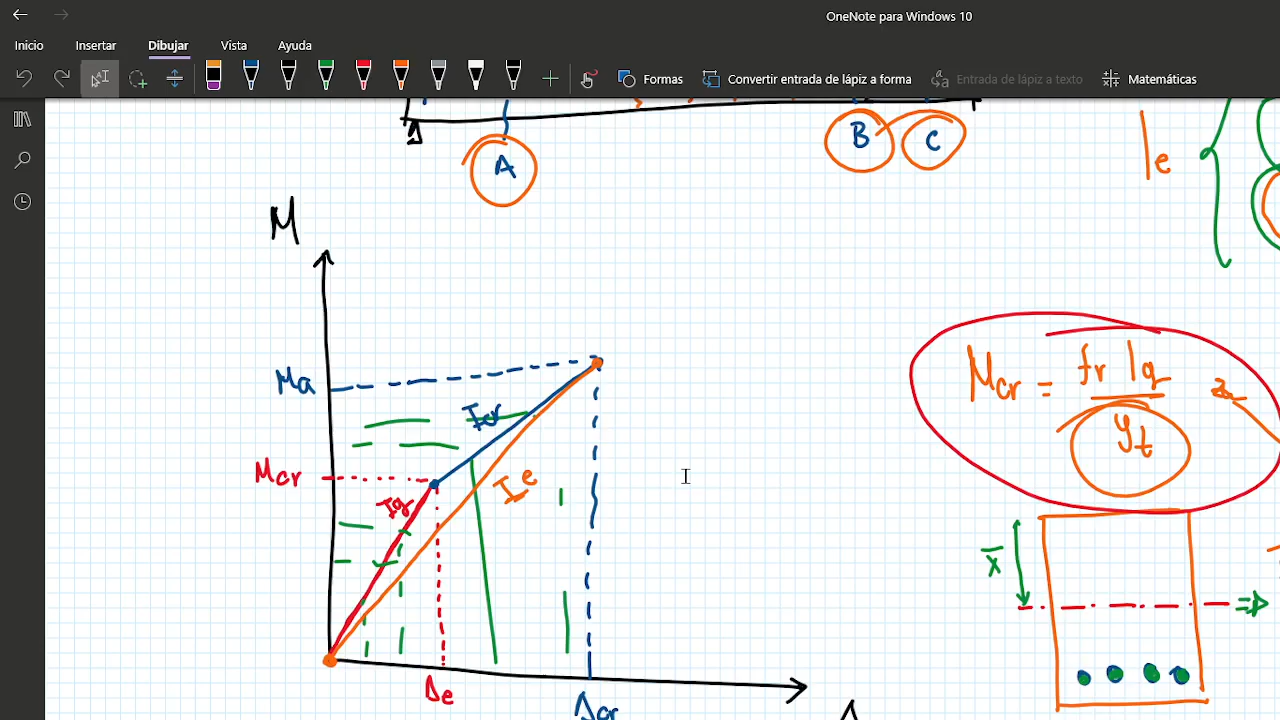 OneNote para Windows 10
Inicio Insertar Dibujar Vista Ayuda
Formas Convertir entrada de lápiz a forma Entrada de lápiz a texto Matemáticas
A
B
C
Ie
M
Ma
Mcr
Icr
Ig
Ie
Δe
Δcr
Mcr = fr Ig
yt
x̄